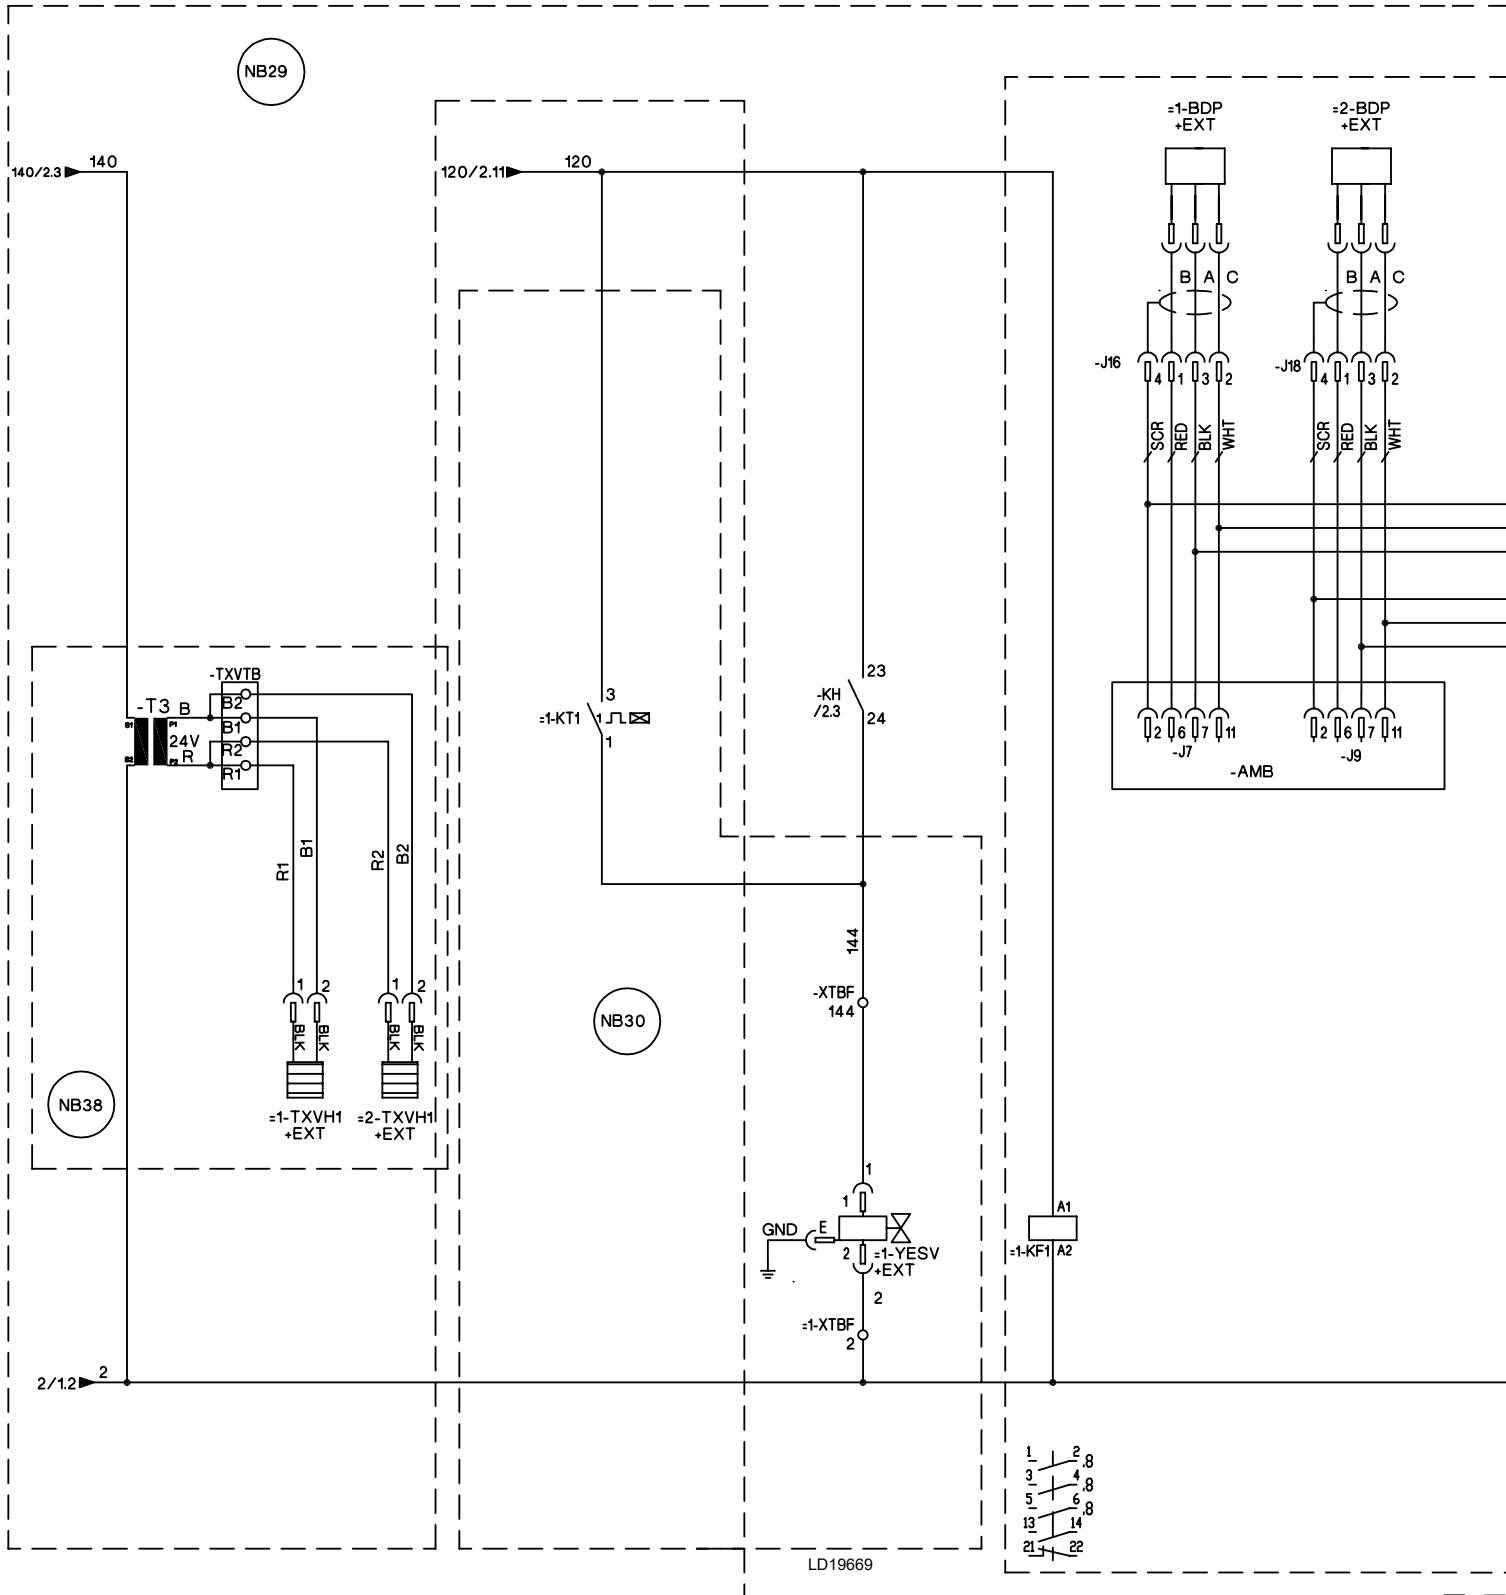 NB29
=1-BDP
+EXT
=2-BDP
+EXT
140/2.3
140
120/2.11
120
B A C
B A C
-J16
4 1 3 2
-J18
4 1 3 2
SCR
RED
BLK
WHT
SCR
RED
BLK
WHT
-TXVTB
-T3
B
B2
S1
P1
B1
24V
R2
S2
P2
R
R1
3
=1-KT1
1
1
23
-KH
/2.3
24
2 6 7 11
-J7
2 6 7 11
-J9
-AMB
R1
B1
R2
B2
144
-XTBF
144
NB30
1 2
1 2
BLK
BLK
BLK
BLK
NB38
=1-TXVH1
+EXT
=2-TXVH1
+EXT
1
1
GND
E
2
=1-YESV
+EXT
A1
=1-KF1
A2
2
=1-XTBF
2
2/1.2
2
1 2 .8
3 4 .8
5 6 .8
13 14
21 22
LD19669